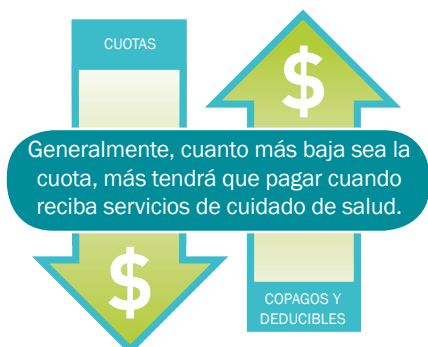 CUOTAS
$
Generalmente, cuanto más baja sea la
cuota, más tendrá que pagar cuando
reciba servicios de cuidado de salud.
$
COPAGOS Y
DEDUCIBLES